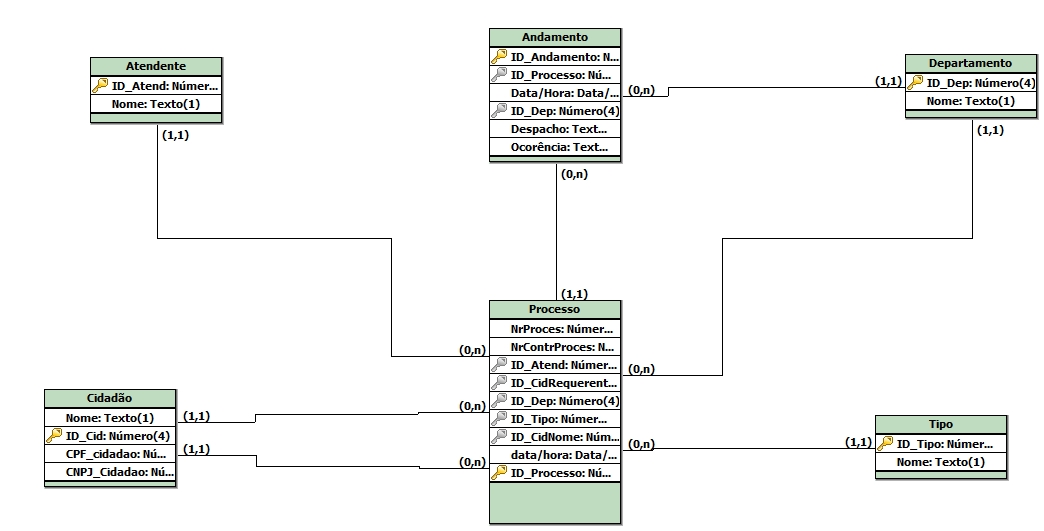 Atendente
ID_Atend: Númer...
Nome: Texto(1)
(1,1)
Andamento
ID_Andamento: N...
ID_Processo: Nú...
Data/Hora: Data/...
ID_Dep: Número(4)
Despacho: Text...
Ocorência: Text...
(0,n)
(0,n)
Departamento
ID_Dep: Número(4)
Nome: Texto(1)
(1,1)
(1,1)
(1,1)
Processo
NrProces: Númer...
NrContrProces: N...
ID_Atend: Númer...
ID_CidRequerent...
ID_Dep: Número(4)
ID_Tipo: Númer...
ID_CidNome: Núm...
data/hora: Data/...
ID_Processo: Nú...
(0,n)
(0,n)
(0,n)
(0,n)
(0,n)
Cidadão
Nome: Texto(1)
ID_Cid: Número(4)
CPF_cidadao: Nú...
CNPJ_Cidadao: Nú...
(1,1)
(1,1)
Tipo
ID_Tipo: Númer...
Nome: Texto(1)
(1,1)